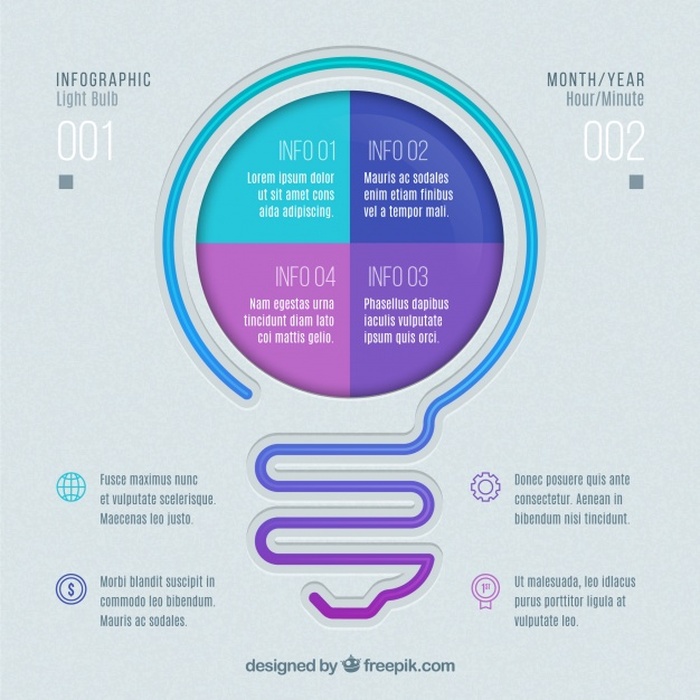 INFOGRAPHIC
Light Bulb
001
MONTH/YEAR
Hour/Minute
002
INFO 01
Lorem ipsum dolor
ut sit amet cons
aida adipiscing.
INFO 02
Mauris ac sodales
enim etiam finibus
vel a tempor mali.
INFO 04
Nam egestas urna
tincidunt diam lato
coi mattis gelio.
INFO 03
Phasellus dapibus
iaculis vulputate
ipsum quis orci.
Fusce maximus nunc
et vulputate scelerisque.
Maecenas leo justo.
Donec posuere quis ante
consectetur. Aenean in
bibendum nisi tincidunt.
$
Morbi blandit suscipit in
commodo leo bibendum.
Mauris ac sodales.
1st
Ut malesuada, leo idlacus
purus porttitor ligula at
vulputate leo.
designed by freepik.com